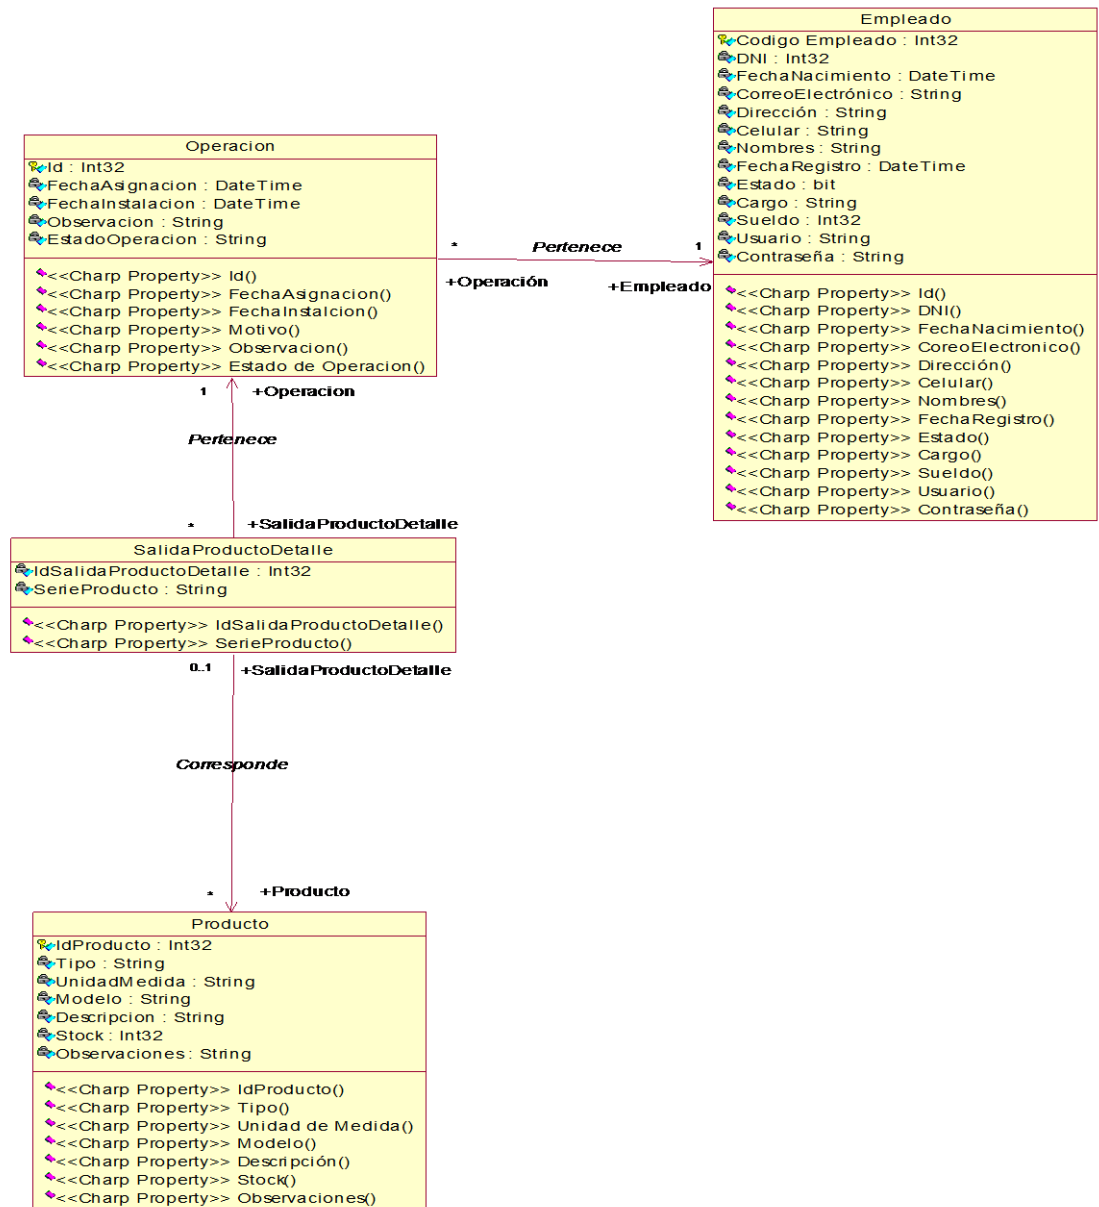 Empleado
Codigo Empleado : Int32
DNI : Int32
FechaNacimiento : DateTime
CorreoElectrónico : String
Dirección : String
Celular : String
Nombres : String
FechaRegistro : DateTime
Estado : bit
Cargo : String
Sueldo : Int32
Usuario : String
Contraseña : String
<<Charp Property>> Id()
<<Charp Property>> DNI()
<<Charp Property>> FechaNacimiento()
<<Charp Property>> CoreoElectronico()
<<Charp Property>> Dirección()
<<Charp Property>> Celular()
<<Charp Property>> Nombres()
<<Charp Property>> FechaRegistro()
<<Charp Property>> Estado()
<<Charp Property>> Cargo()
<<Charp Property>> Sueldo()
<<Charp Property>> Usuario()
<<Charp Property>> Contraseña()
Operacion
Id : Int32
FechaAsignacion : DateTime
FechaInstalacion : DateTime
Observacion : String
EstadoOperacion : String
<<Charp Property>> Id()
<<Charp Property>> FechaAsignacion()
<<Charp Property>> FechaInstalcion()
<<Charp Property>> Motivo()
<<Charp Property>> Observacion()
<<Charp Property>> Estado de Operacion()
* Pertenece 1
+Operación +Empleado
1 +Operacion
Pertenece
* +SalidaProductoDetalle
SalidaProductoDetalle
IdSalidaProductoDetalle : Int32
SerieProducto : String
<<Charp Property>> IdSalidaProductoDetalle()
<<Charp Property>> SerieProducto()
0..1 +SalidaProductoDetalle
Corresponde
* +Producto
Producto
IdProducto : Int32
Tipo : String
UnidadMedida : String
Modelo : String
Descripcion : String
Stock : Int32
Observaciones : String
<<Charp Property>> IdProducto()
<<Charp Property>> Tipo()
<<Charp Property>> Unidad de Medida()
<<Charp Property>> Modelo()
<<Charp Property>> Descripción()
<<Charp Property>> Stock()
<<Charp Property>> Observaciones()